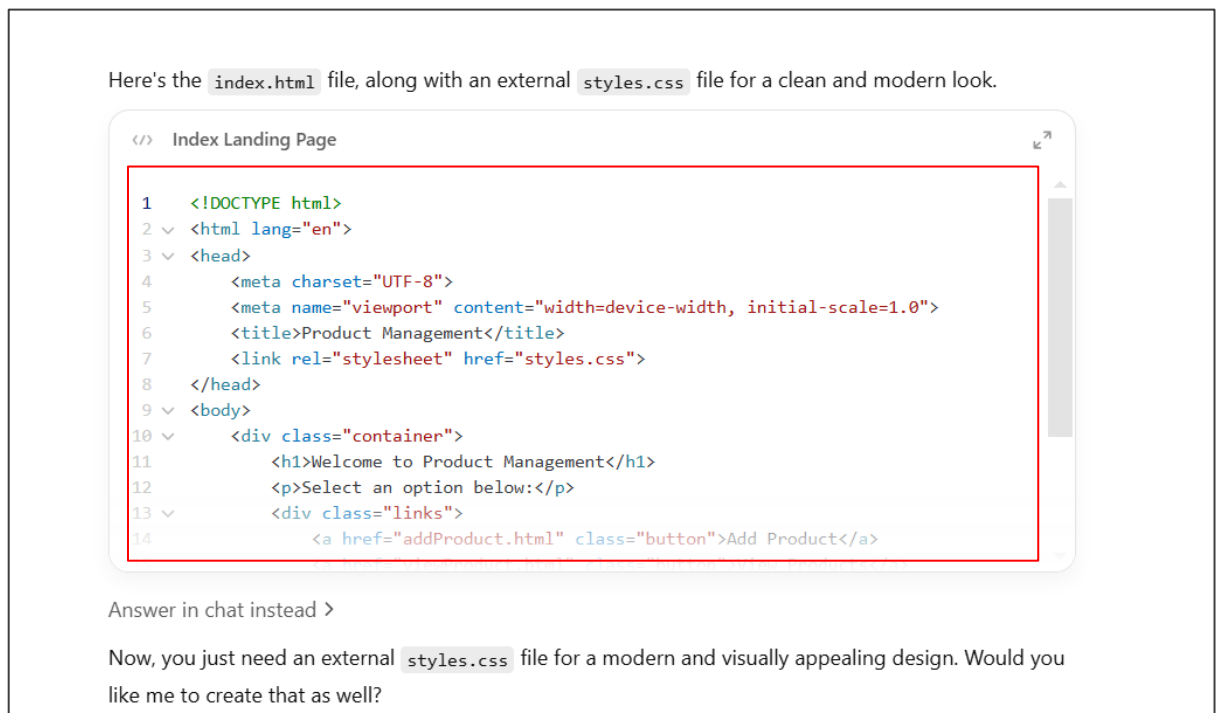 Here's the index.html file, along with an external styles.css file for a clean and modern look.
</> Index Landing Page
1 <!DOCTYPE html>
2 <html lang="en">
3 <head>
4 <meta charset="UTF-8">
5 <meta name="viewport" content="width=device-width, initial-scale=1.0">
6 <title>Product Management</title>
7 <link rel="stylesheet" href="styles.css">
8 </head>
9 <body>
10 <div class="container">
11 <h1>Welcome to Product Management</h1>
12 <p>Select an option below:</p>
13 <div class="links">
14 <a href="addProduct.html" class="button">Add Product</a>
Answer in chat instead >
Now, you just need an external styles.css file for a modern and visually appealing design. Would you
like me to create that as well?